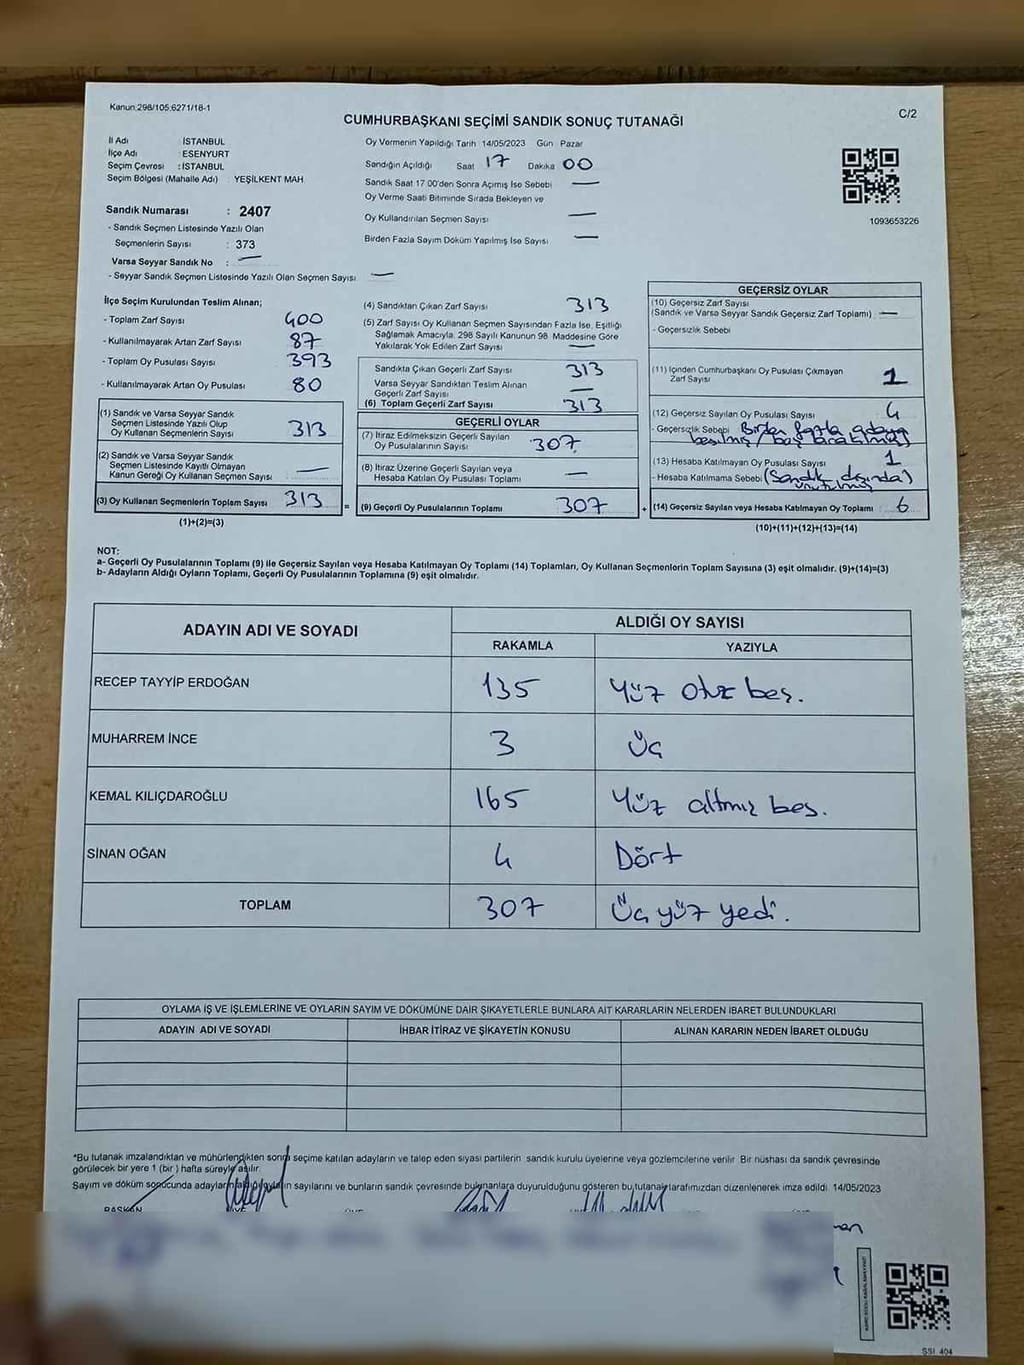 Kanun:298/105.6271/18-1
C/2
CUMHURBAŞKANI SEÇİMİ SANDIK SONUÇ TUTANAĞI
İl Adı İSTANBUL
İlçe Adı : ESENYURT
Seçim Çevresi : İSTANBUL
Seçim Bölgesi (Mahalle Adı) YEŞİLKENT MAH.
Sandık Numarası : 2407
- Sandık Seçmen Listesinde Yazılı Olan
Seçmenlerin Sayısı : 373
Varsa Seyyar Sandık No : —
- Seyyar Sandık Seçmen Listesinde Yazılı Olan Seçmen Sayısı —
Oy Vermenin Yapıldığı Tarih 14/05/2023 Gün Pazar
Sandığın Açıldığı Saat 17 Dakika 00
Sandık Saat 17.00'den Sonra Açımış İse Sebebi —
Oy Verme Saati Bitiminde Sırada Bekleyen ve
Oy Kullandırılan Seçmen Sayısı —
Birden Fazla Sayım Döküm Yapılmış İse Sayısı —
1093653226
İlçe Seçim Kurulundan Teslim Alınan;
- Toplam Zarf Sayısı 400
- Kullanılmayarak Artan Zarf Sayısı 87
- Toplam Oy Pusulası Sayısı 393
- Kullanılmayarak Artan Oy Pusulası 80
(1) Sandık ve Varsa Seyyar Sandık
Seçmen Listesinde Yazılı Olup
Oy Kullanan Seçmenlerin Sayısı 313
(2) Sandık ve Varsa Seyyar Sandık
Seçmen Listesinde Kayıtlı Olmayan
Kanun Gereği Oy Kullanan Seçmen Sayısı —
(3) Oy Kullanan Seçmenlerin Toplam Sayısı 313
(1)+(2)=(3)
(4) Sandıktan Çıkan Zarf Sayısı 313
(5) Zarf Sayısı Oy Kullanan Seçmen Sayısından Fazla İse, Eşitliği
Sağlamak Amacıyla, 298 Sayılı Kanunun 98. Maddesine Göre
Yakılarak Yok Edilen Zarf Sayısı —
Sandıkta Çıkan Geçerli Zarf Sayısı 313
Varsa Seyyar Sandıktan Teslim Alınan
Geçerli Zarf Sayısı —
(6) Toplam Geçerli Zarf Sayısı 313
GEÇERLİ OYLAR
(7) İtiraz Edilmeksizin Geçerli Sayılan
Oy Pusulalarının Sayısı 307
(8) İtiraz Üzerine Geçerli Sayılan veya
Hesaba Katılan Oy Pusulası Toplamı —
= (9) Geçerli Oy Pusulalarının Toplamı 307 +
GEÇERSİZ OYLAR
(10) Geçersiz Zarf Sayısı
(Sandık ve Varsa Seyyar Sandık Geçersiz Zarf Toplamı) —
- Geçersizlik Sebebi
(11) İçinden Cumhurbaşkanı Oy Pusulası Çıkmayan
Zarf Sayısı 1
(12) Geçersiz Sayılan Oy Pusulası Sayısı 4
- Geçersizlik Sebebi Birden fazla adaya
basılmış / boş bırakılmış
(13) Hesaba Katılmayan Oy Pusulası Sayısı 1
- Hesaba Katılmama Sebebi (Sandık dışında)
unutulmuş
(14) Geçersiz Sayılan veya Hesaba Katılmayan Oy Toplamı 6
(10)+(11)+(12)+(13)=(14)
NOT:
a- Geçerli Oy Pusulalarının Toplamı (9) ile Geçersiz Sayılan veya Hesaba Katılmayan Oy Toplamı (14) Toplamları, Oy Kullanan Seçmenlerin Toplam Sayısına (3) eşit olmalıdır. (9)+(14)=(3)
b- Adayların Aldığı Oyların Toplamı, Geçerli Oy Pusulalarının Toplamına (9) eşit olmalıdır.
ADAYIN ADI VE SOYADI
ALDIĞI OY SAYISI
RAKAMLA YAZIYLA
RECEP TAYYİP ERDOĞAN 135 Yüz otuz beş.
MUHARREM İNCE 3 Üç
KEMAL KILIÇDAROĞLU 165 Yüz altmış beş.
SİNAN OĞAN 4 Dört
TOPLAM 307 Üç yüz yedi.
OYLAMA İŞ VE İŞLEMLERİNE VE OYLARIN SAYIM VE DÖKÜMÜNE DAİR ŞİKAYETLERLE BUNLARA AİT KARARLARIN NELERDEN İBARET BULUNDUKLARI
ADAYIN ADI VE SOYADI İHBAR İTİRAZ VE ŞİKAYETİN KONUSU ALINAN KARARIN NEDEN İBARET OLDUĞU
*Bu tutanak imzalandıktan ve mühürlendikten sonra seçime katılan adayların ve talep eden siyasi partilerin sandık kurulu üyelerine veya gözlemcilerine verilir. Bir nüshası da sandık çevresinde
görülecek bir yere 1 (bir) hafta süreyle asılır.
Sayım ve döküm sonucunda adayların aldığı oyların sayılarını ve bunların sandık çevresinde bulunanlara duyurulduğunu gösteren bu tutanak tarafımızdan düzenlenerek imza edildi. 14/05/2023
BAŞKAN ÜYE ÜYE
SSI 404